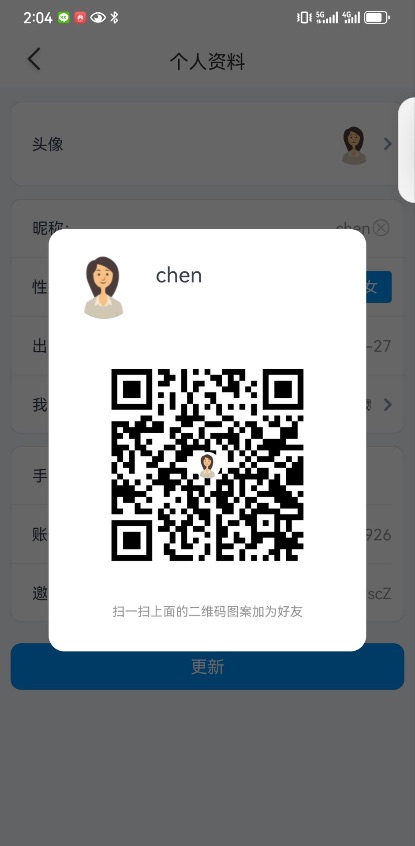 2:04
5G
4G
个人资料
头像
昵称:
chen
性
女
chen
出
-27
我
手
账
926
邀
scZ
扫一扫上面的二维码图案加为好友
更新